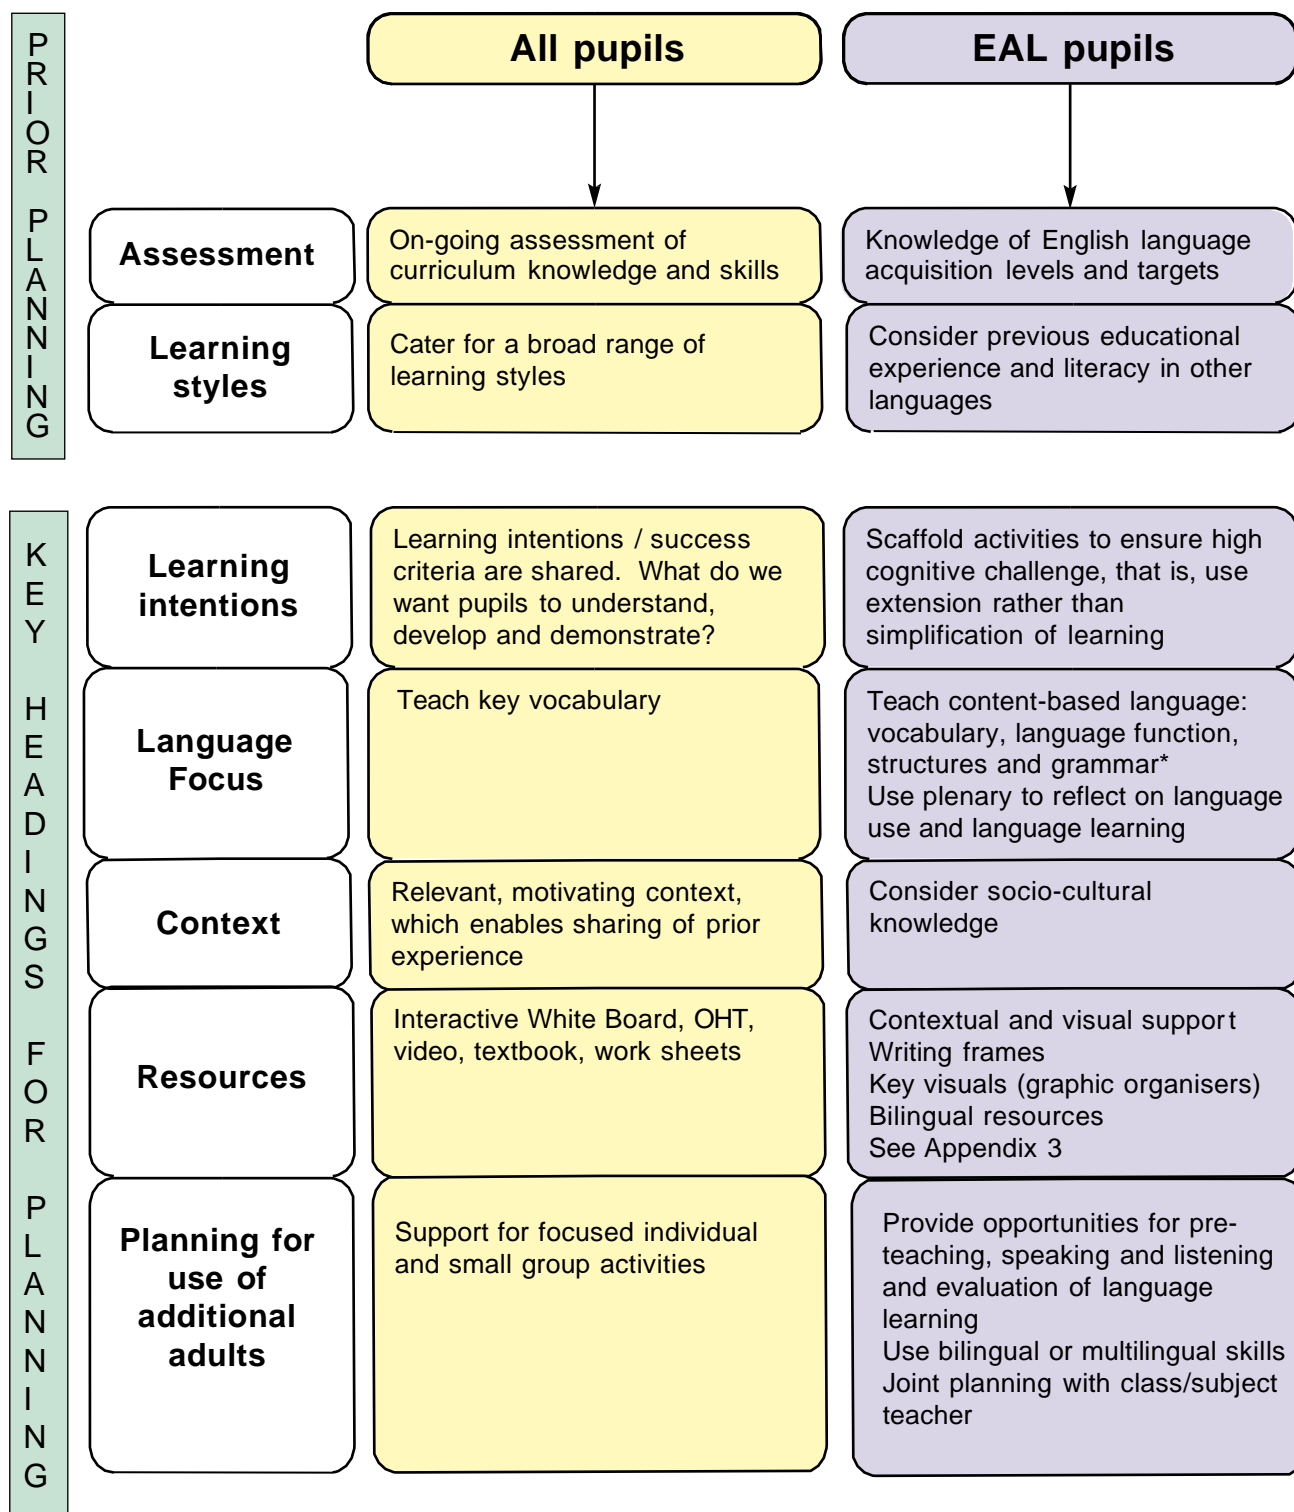 PRIOR PLANNING
All pupils
EAL pupils
Assessment
On-going assessment of
curriculum knowledge and skills
Knowledge of English language
acquisition levels and targets
Learning
styles
Cater for a broad range of
learning styles
Consider previous educational
experience and literacy in other
languages
KEY HEADINGS FOR PLANNING
Learning
intentions
Learning intentions / success
criteria are shared.  What do we
want pupils to understand,
develop and demonstrate?
Scaffold activities to ensure high
cognitive challenge, that is, use
extension rather than
simplification of learning
Language
Focus
Teach key vocabulary
Teach content-based language:
vocabulary, language function,
structures and grammar*
Use plenary to reflect on language
use and language learning
Context
Relevant, motivating context,
which enables sharing of prior
experience
Consider socio-cultural
knowledge
Resources
Interactive White Board, OHT,
video, textbook, work sheets
Contextual and visual support
Writing frames
Key visuals (graphic organisers)
Bilingual resources
See Appendix 3
Planning for
use of
additional
adults
Support for focused individual
and small group activities
Provide opportunities for pre-
teaching, speaking and listening
and evaluation of language
learning
Use bilingual or multilingual skills
Joint planning with class/subject
teacher